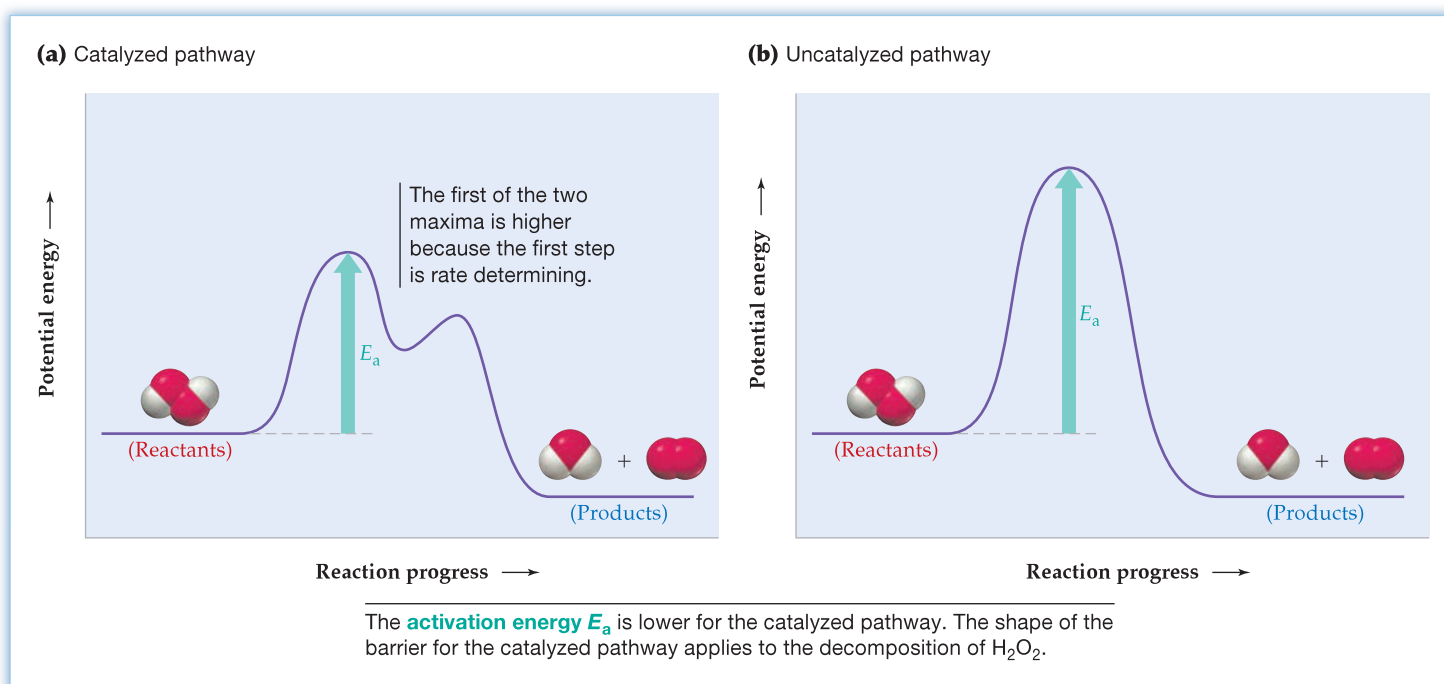 (a) Catalyzed pathway
Potential energy →
The first of the two
maxima is higher
because the first step
is rate determining.
Ea
(Reactants)
+
(Products)
Reaction progress →
(b) Uncatalyzed pathway
Potential energy →
Ea
(Reactants)
+
(Products)
Reaction progress →
The activation energy Ea is lower for the catalyzed pathway. The shape of the
barrier for the catalyzed pathway applies to the decomposition of H₂O₂.